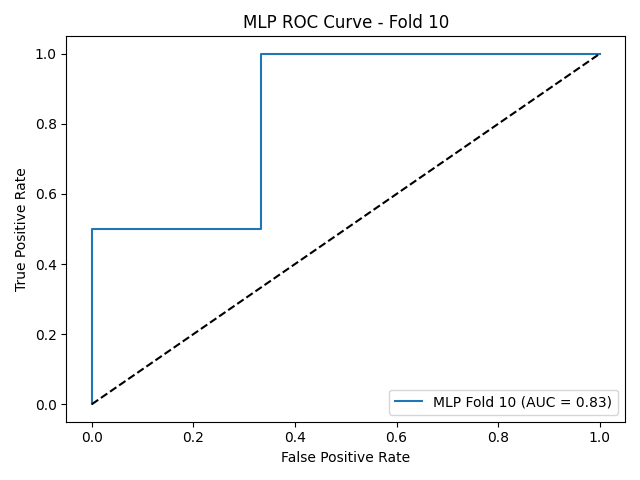 MLP ROC Curve - Fold 10
True Positive Rate
1.0
0.8
0.6
0.4
0.2
0.0
MLP Fold 10 (AUC = 0.83)
0.0 0.2 0.4 0.6 0.8 1.0
False Positive Rate